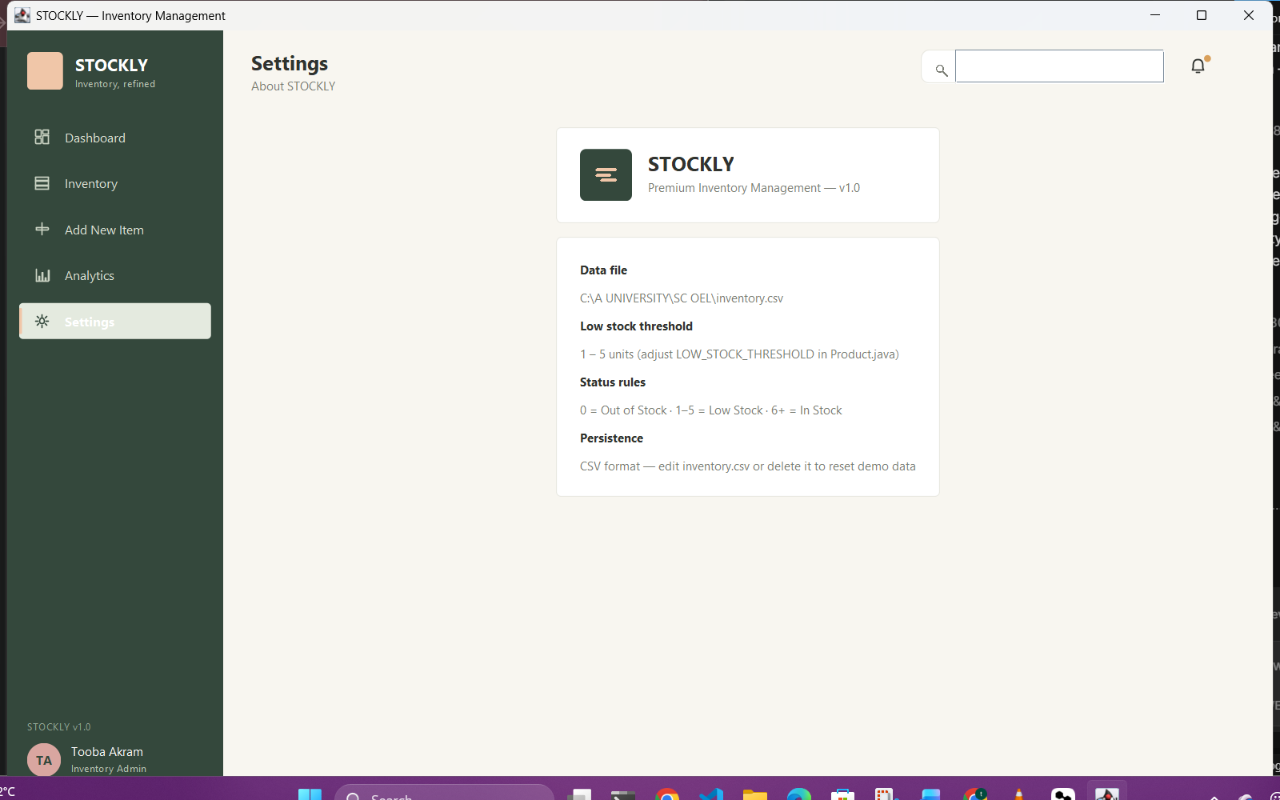 STOCKLY — Inventory Management
STOCKLY
Inventory, refined
Dashboard
Inventory
Add New Item
Analytics
Settings
STOCKLY v1.0
TA
Tooba Akram
Inventory Admin
Settings
About STOCKLY
STOCKLY
Premium Inventory Management — v1.0
Data file
C:\A UNIVERSITY\SC OEL\inventory.csv
Low stock threshold
1 – 5 units (adjust LOW_STOCK_THRESHOLD in Product.java)
Status rules
0 = Out of Stock · 1–5 = Low Stock · 6+ = In Stock
Persistence
CSV format — edit inventory.csv or delete it to reset demo data
Search